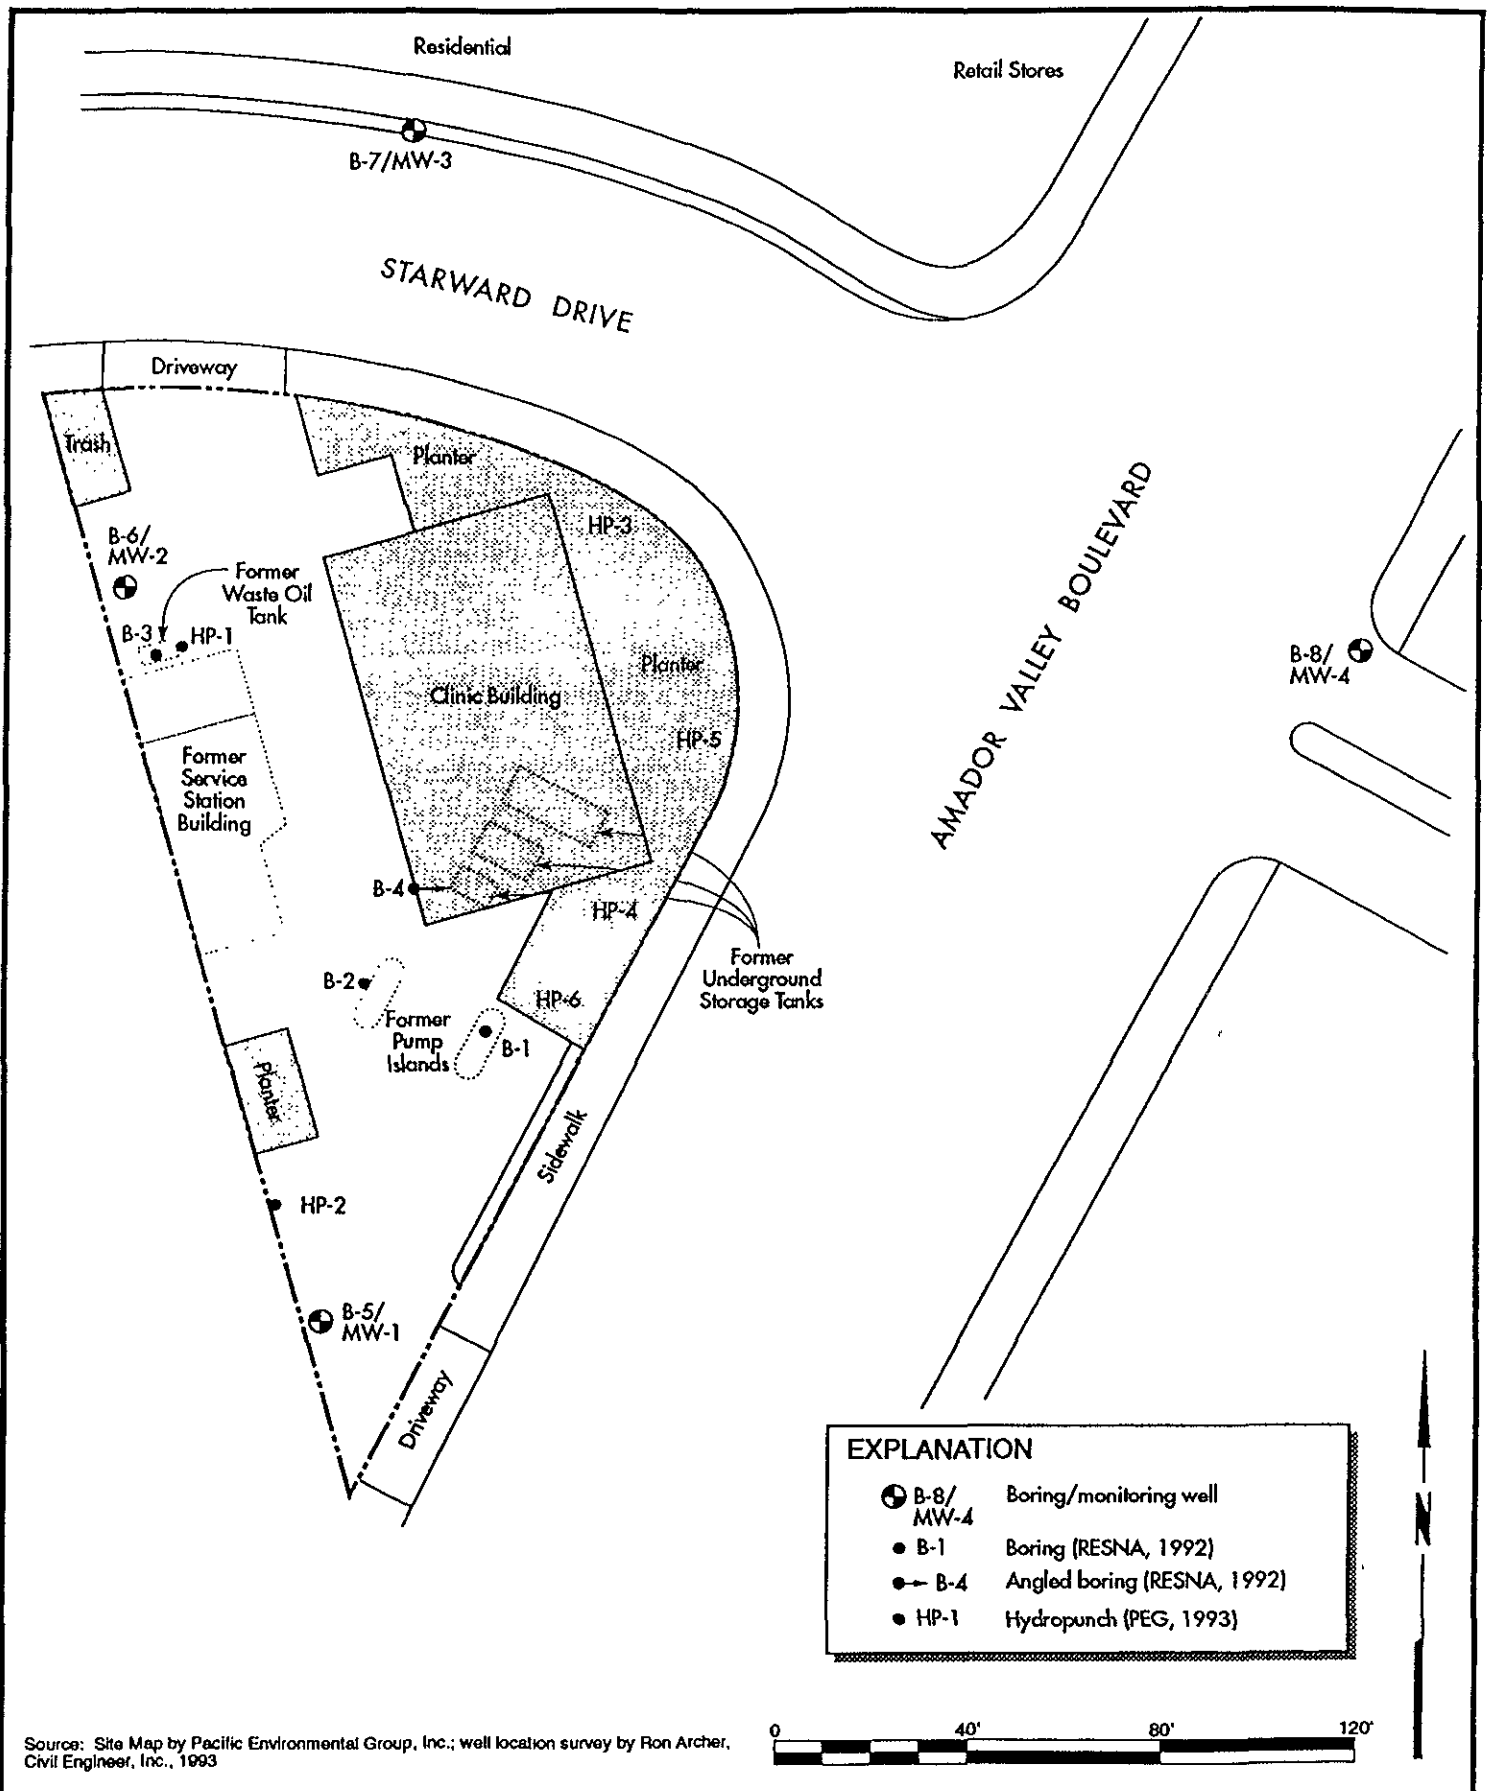 Residential
Retail Stores
B-7/MW-3
STARWARD DRIVE
Driveway
Trash
Planter
HP-3
B-6/
MW-2
Former
Waste Oil
Tank
B-3
HP-1
Planter
Clinic Building
HP-5
AMADOR VALLEY BOULEVARD
B-8/
MW-4
Former
Service
Station
Building
B-4
HP-4
Former
Underground
Storage Tanks
B-2
HP-6
Former
Pump
Islands
B-1
Planter
Sidewalk
HP-2
B-5/
MW-1
Driveway
EXPLANATION
B-8/
MW-4
Boring/monitoring well
B-1 Boring (RESNA, 1992)
B-4 Angled boring (RESNA, 1992)
HP-1 Hydropunch (PEG, 1993)
N
0 40' 80' 120'
Source: Site Map by Pacific Environmental Group, Inc.; well location survey by Ron Archer,
Civil Engineer, Inc., 1993